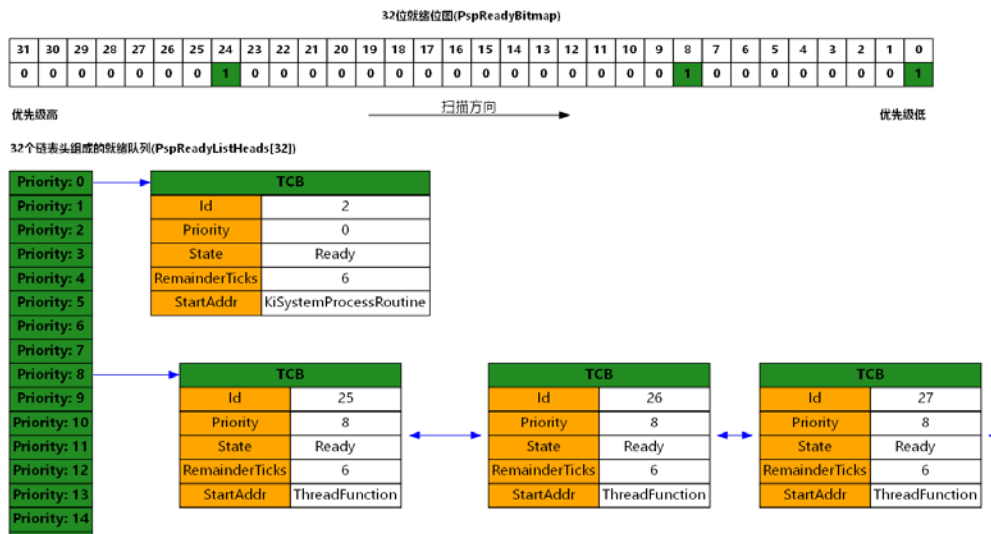 32位就绪位图(PspReadyBitmap)
31 30 29 28 27 26 25 24 23 22 21 20 19 18 17 16 15 14 13 12 11 10 9 8 7 6 5 4 3 2 1 0
0 0 0 0 0 0 0 1 0 0 0 0 0 0 0 0 0 0 0 0 0 0 0 1 0 0 0 0 0 0 0 1
优先级高 扫描方向 优先级低
32个链表头组成的就绪队列(PspReadyListHeads[32])
Priority: 0 TCB
Priority: 1 Id 2
Priority: 2 Priority 0
Priority: 3 State Ready
Priority: 4 RemainderTicks 6
Priority: 5 StartAddr KiSystemProcessRoutine
Priority: 6
Priority: 7
Priority: 8 TCB TCB TCB
Priority: 9 Id 25 Id 26 Id 27
Priority: 10 Priority 8 Priority 8 Priority 8
Priority: 11 State Ready State Ready State Ready
Priority: 12 RemainderTicks 6 RemainderTicks 6 RemainderTicks 6
Priority: 13 StartAddr ThreadFunction StartAddr ThreadFunction StartAddr ThreadFunction
Priority: 14